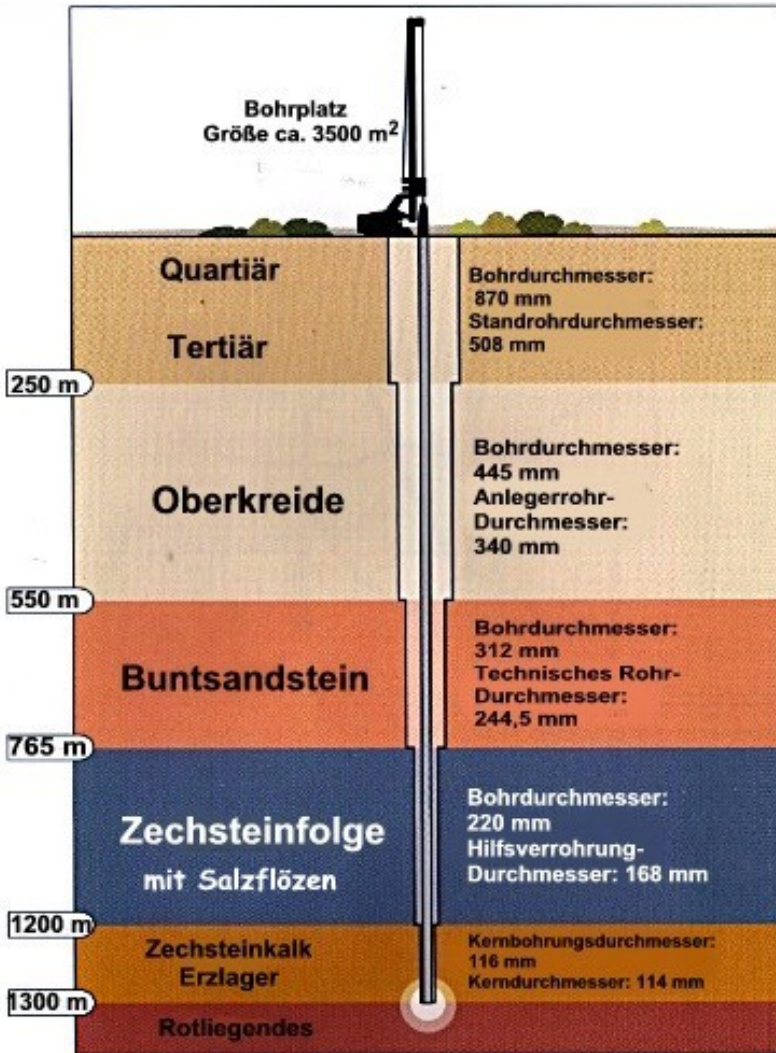 Bohrplatz
Größe ca. 3500 m²
Quartiär
Bohrdurchmesser:
870 mm
Standrohrdurchmesser:
508 mm
Tertiär
250 m
Oberkreide
Bohrdurchmesser:
445 mm
Anlegerrohr-
Durchmesser:
340 mm
550 m
Buntsandstein
Bohrdurchmesser:
312 mm
Technisches Rohr-
Durchmesser:
244,5 mm
765 m
Zechsteinfolge
mit Salzflözen
Bohrdurchmesser:
220 mm
Hilfsverrohrung-
Durchmesser: 168 mm
1200 m
Zechsteinkalk
Erzlager
Kernbohrungsdurchmesser:
116 mm
Kerndurchmesser: 114 mm
1300 m
Rotliegendes